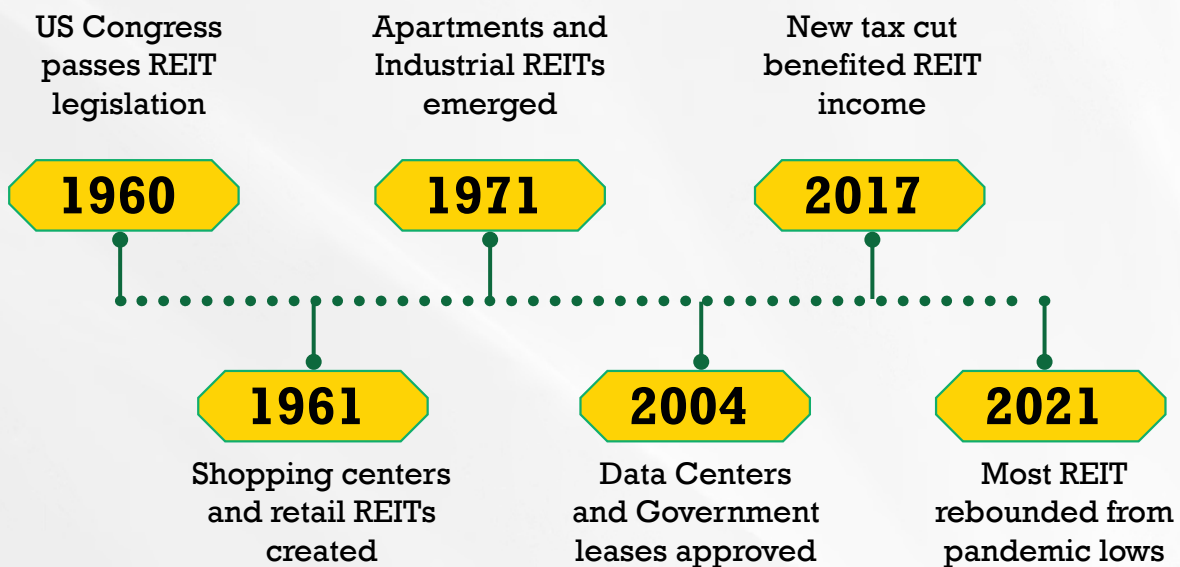 US Congress
passes REIT
legislation
1960
Apartments and
Industrial REITs
emerged
1971
New tax cut
benefited REIT
income
2017
1961
Shopping centers
and retail REITs
created
2004
Data Centers
and Government
leases approved
2021
Most REIT
rebounded from
pandemic lows